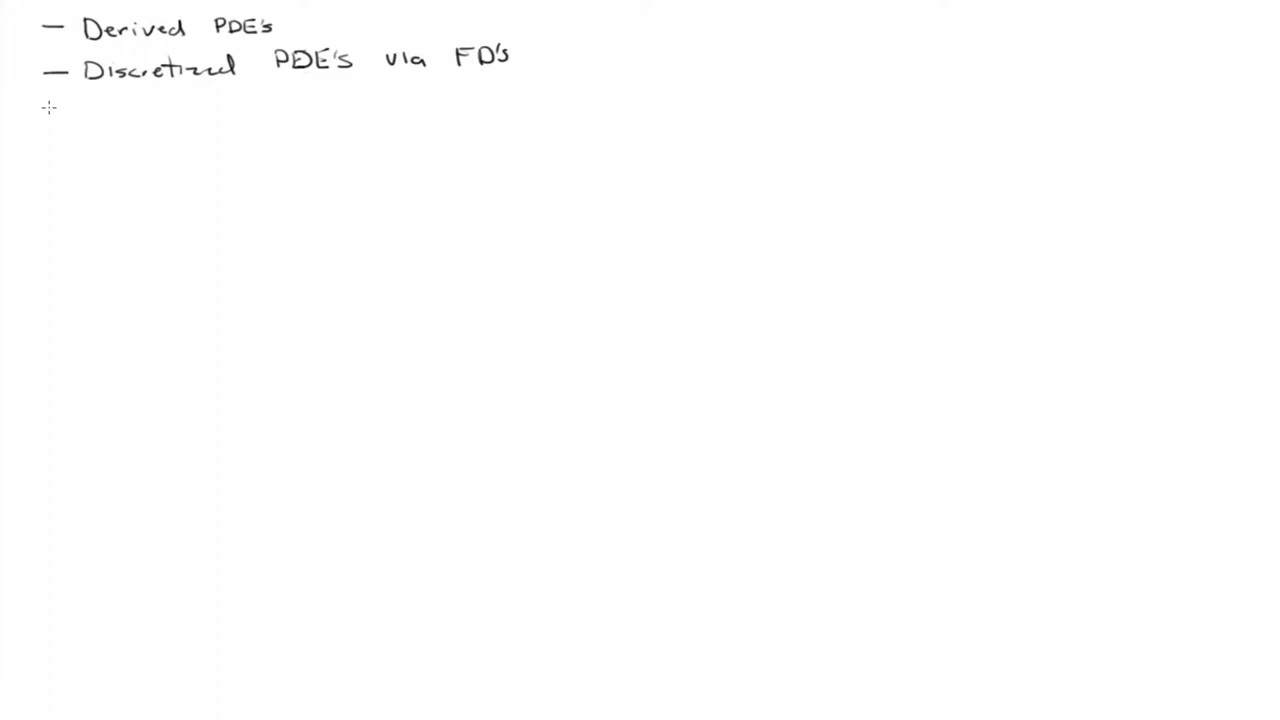 — Derived PDE's
— Discretized PDE's via FD's